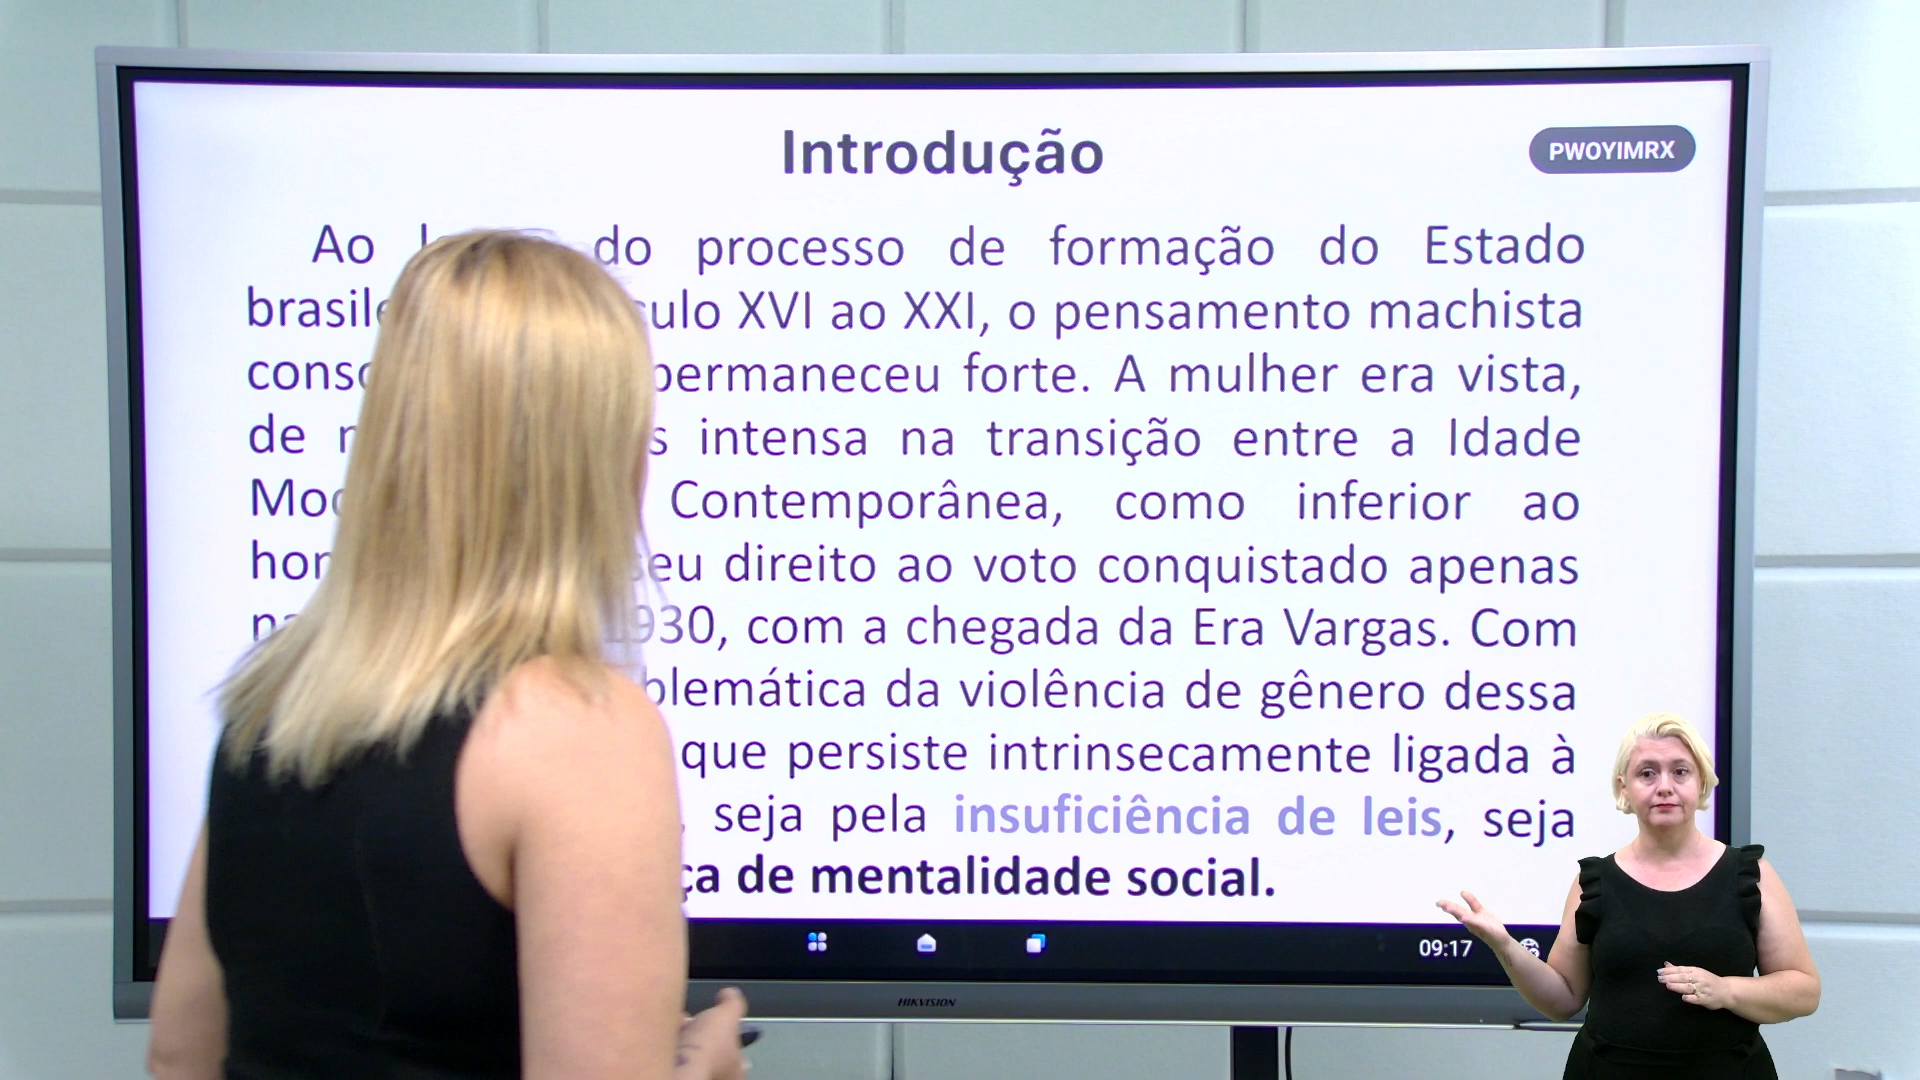 Introdução
PWOYIMRX
Ao do processo de formação do Estado
XVI ao XXI, o pensamento machista
permaneceu forte. A mulher era vista,
de intensa na transição entre a Idade
Contemporânea, como inferior ao
seu direito ao voto conquistado apenas
1930, com a chegada da Era Vargas. Com
da violência de gênero dessa
que persiste intrinsecamente ligada à
seja pela insuficiência de leis, seja
de mentalidade social.
09:17
HIKVISION